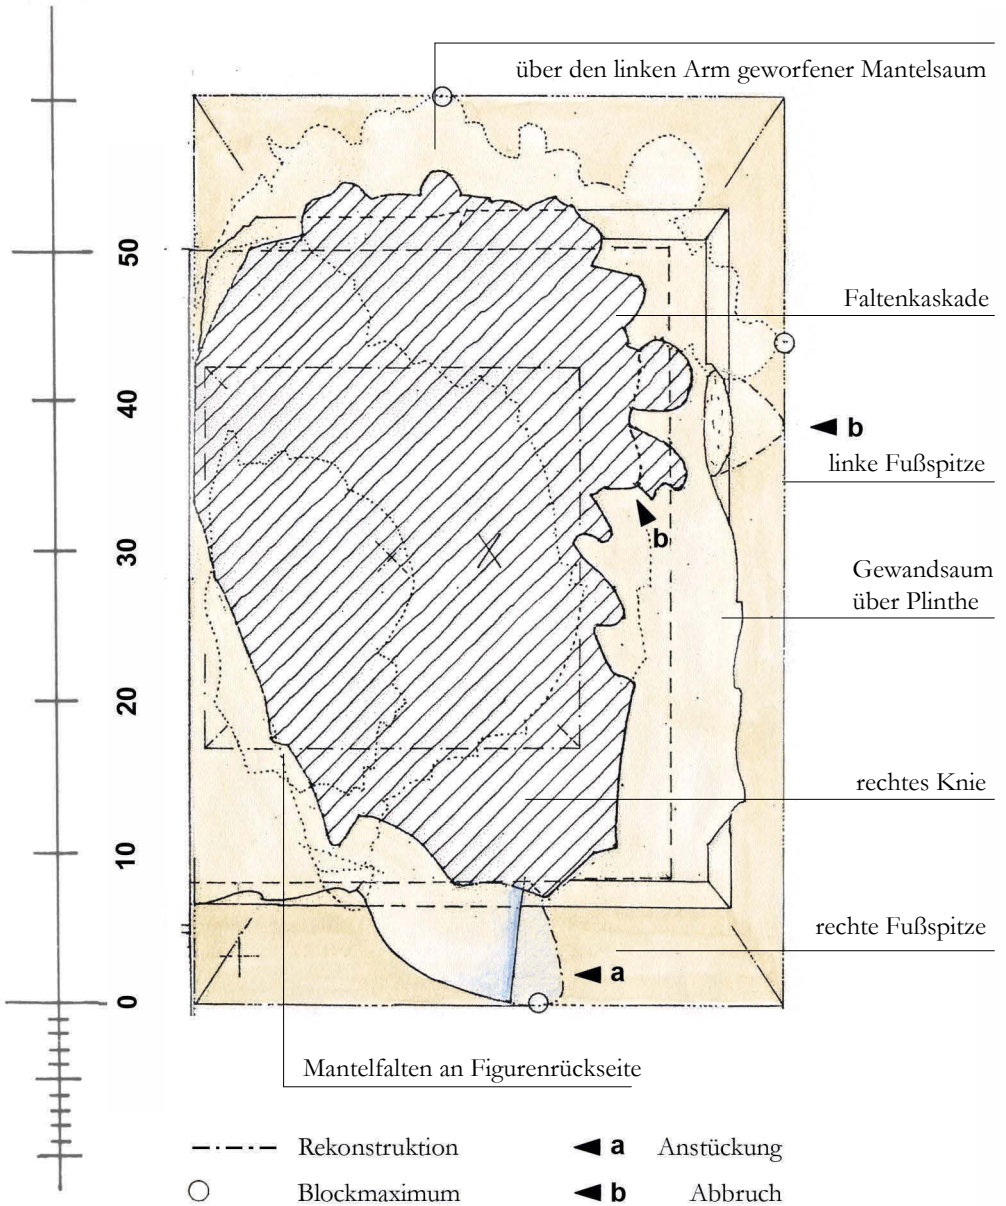 über den linken Arm geworfener Mantelsaum
50
Faltenkaskade
40
b
linke Fußspitze
b
30
Gewandsaum
über Plinthe
20
rechtes Knie
10
rechte Fußspitze
a
0
Mantelfalten an Figurenrückseite
Rekonstruktion
a Anstückung
Blockmaximum
b Abbruch